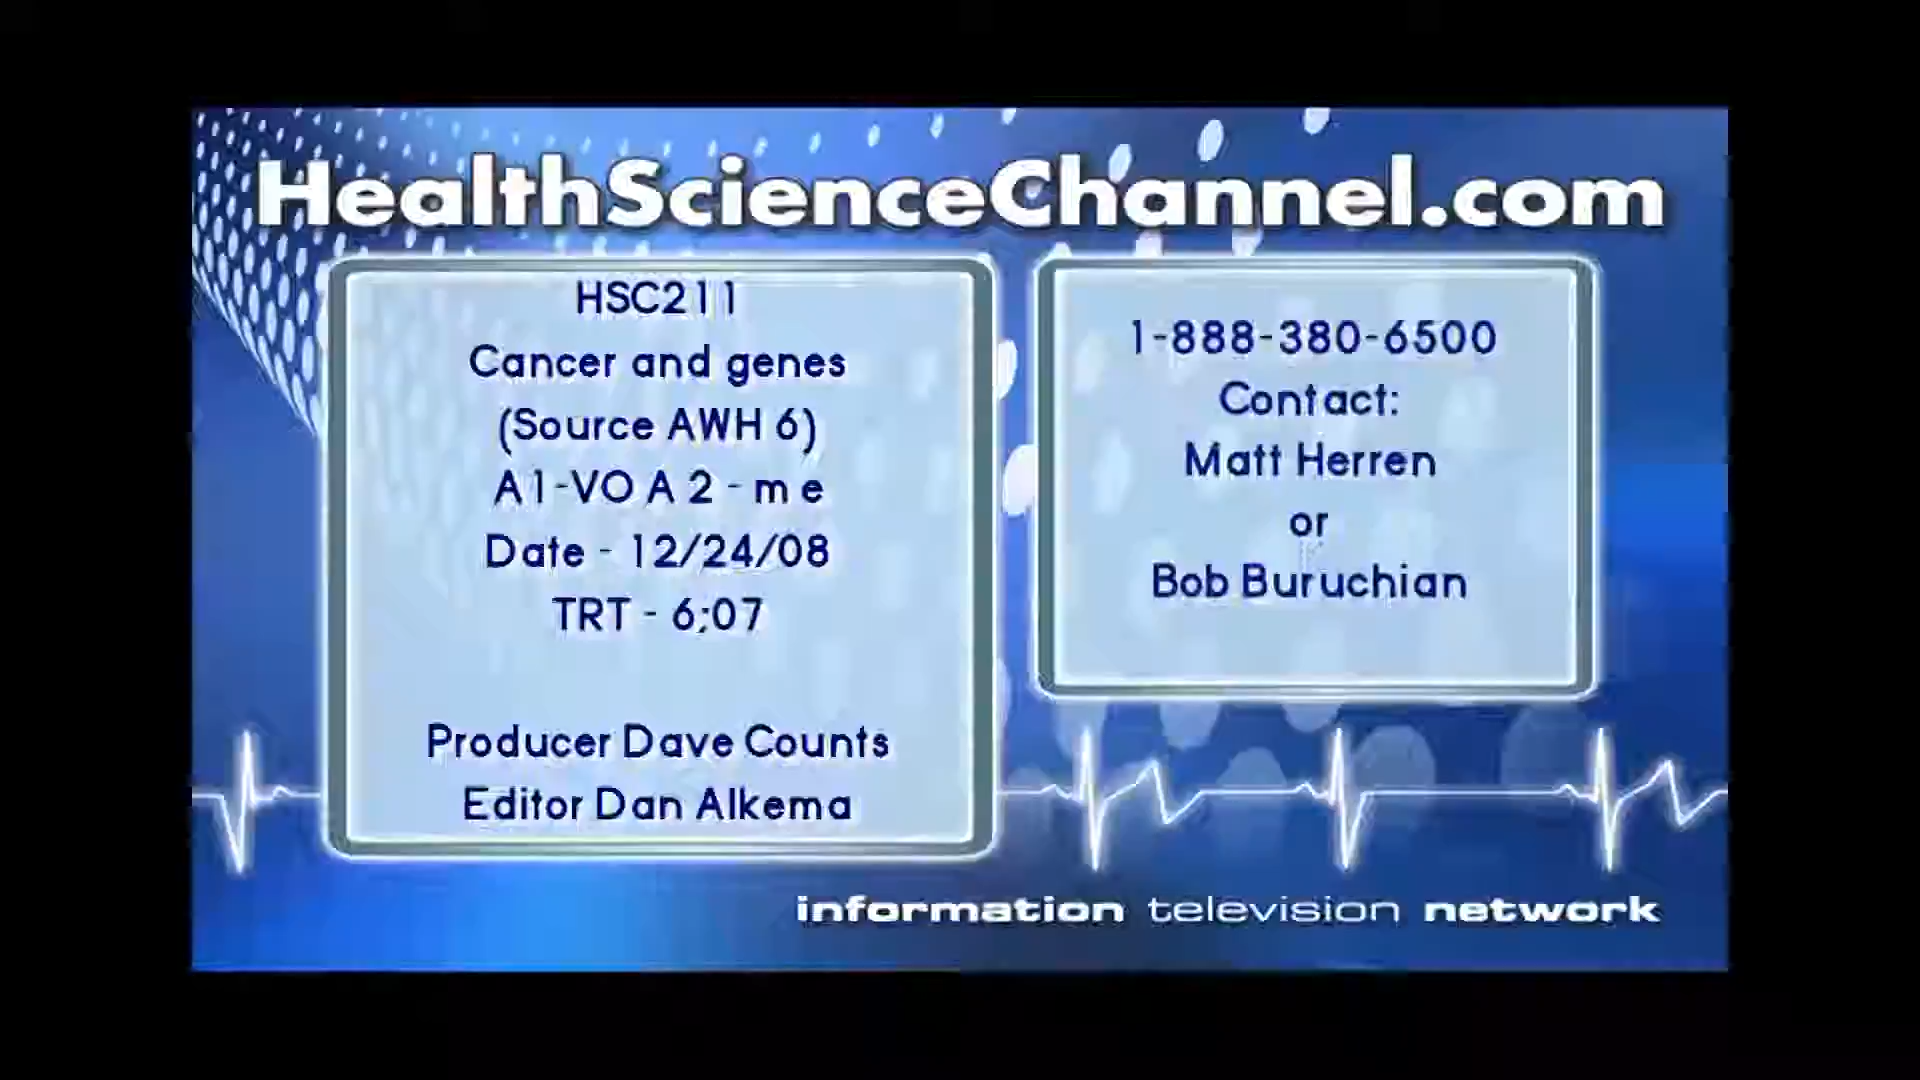 HealthScienceChannel.com
HSC211
Cancer and genes
(Source AWH 6)
A1-VO A 2 - m e
Date - 12/24/08
TRT - 6;07
Producer Dave Counts
Editor Dan Alkema
1-888-380-6500
Contact:
Matt Herren
or
Bob Buruchian
information television network